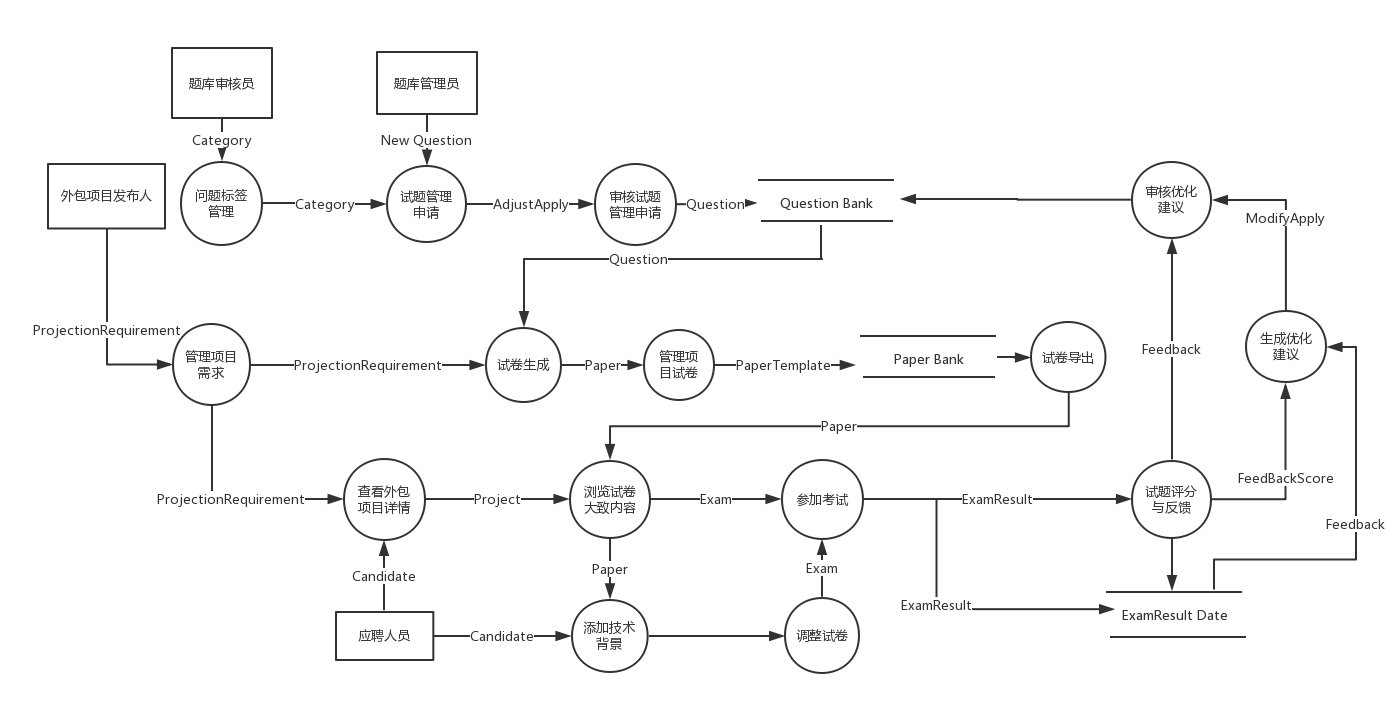 题库审核员
题库管理员
Category
New Question
外包项目发布人
问题标签
管理
Category
试题管理
申请
AdjustApply
审核试题
管理申请
Question
Question Bank
审核优化
建议
ModifyApply
Question
ProjectionRequirement
管理项目
需求
ProjectionRequirement
试卷生成
Paper
管理项
目试卷
PaperTemplate
Paper Bank
试卷导出
Feedback
生成优化
建议
Paper
ProjectionRequirement
查看外包
项目详情
Project
浏览试卷
大致内容
Exam
参加考试
ExamResult
试题评分
与反馈
FeedBackScore
Feedback
Candidate
Paper
Exam
ExamResult
ExamResult Date
应聘人员
Candidate
添加技术
背景
调整试卷